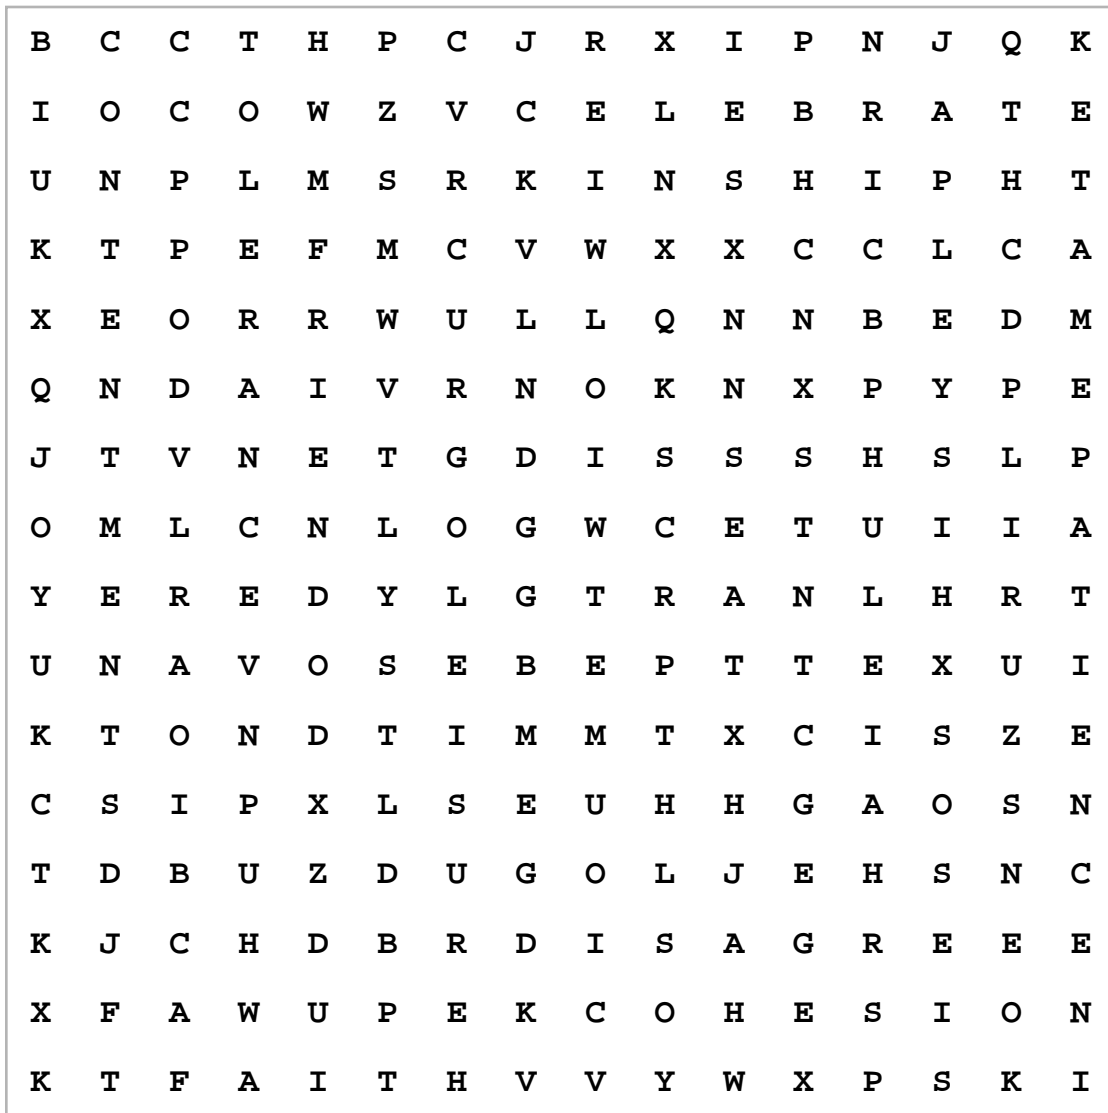 B C C T H P C J R X I P N J Q K
I O C O W Z V C E L E B R A T E
U N P L M S R K I N S H I P H T
K T P E F M C V W X X C C L C A
X E O R R W U L L Q N N B E D M
Q N D A I V R N O K N X P Y P E
J T V N E T G D I S S S H S L P
O M L C N L O G W C E T U I I A
Y E R E D Y L G T R A N L H R T
U N A V O S E B E P T T E X U I
K T O N D T I M M T X C I S Z E
C S I P X L S E U H H G A O S N
T D B U Z D U G O L J E H S N C
K J C H D B R D I S A G R E E E
X F A W U P E K C O H E S I O N
K T F A I T H V V Y W X P S K I